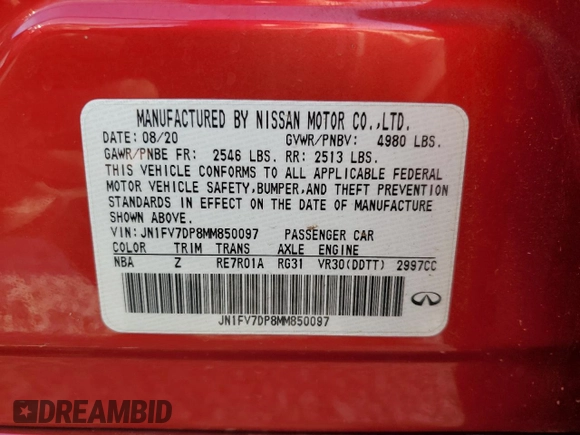 MANUFACTURED BY NISSAN MOTOR CO.,LTD.
DATE: 08/20 GVWR/PNBV: 4980 LBS.
GAWR/PNBE FR: 2546 LBS. RR: 2513 LBS.
THIS VEHICLE CONFORMS TO ALL APPLICABLE FEDERAL
MOTOR VEHICLE SAFETY,BUMPER,AND THEFT PREVENTION
STANDARDS IN EFFECT ON THE DATE OF MANUFACTURE
SHOWN ABOVE.
VIN: JN1FV7DP8MM850097 PASSENGER CAR
COLOR TRIM TRANS AXLE ENGINE
NBA Z RE7R01A RG31 VR30(DDTT) 2997CC
JN1FV7DP8MM850097
DREAMBID